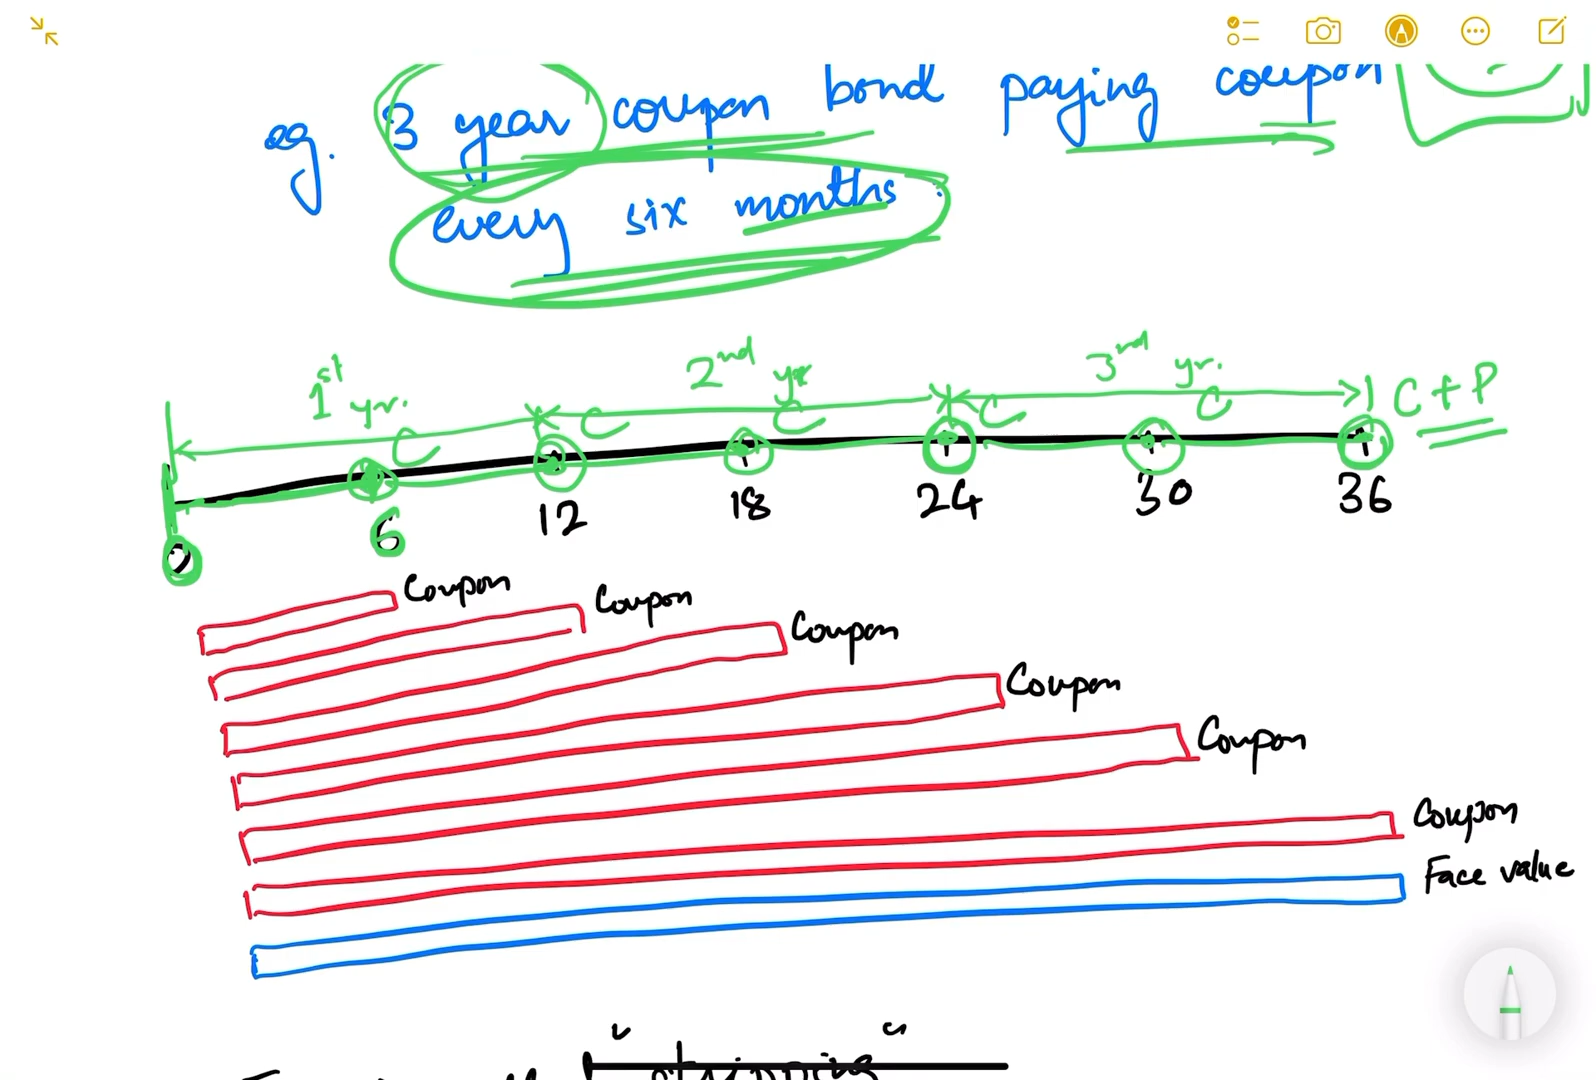 eg. 3 year coupon bond paying coupon
every six months.
1st yr. 2nd yr 3rd yr.
C C C C C C + P
0 6 12 18 24 30 36
Coupon
Coupon
Coupon
Coupon
Coupon
Coupon
Face value
"stripping"